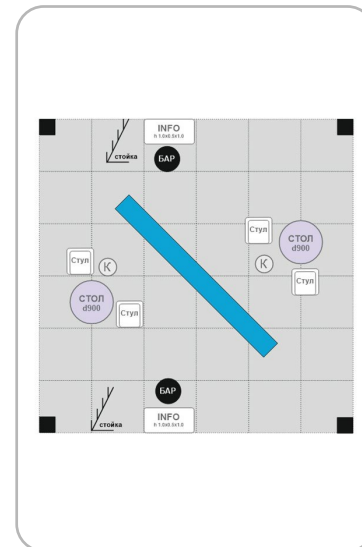 INFO
h 1.0x0.5x1.0
стойка
БАР
Стул
СТОЛ
d900
К
Стул
Стул
К
СТОЛ
d900
Стул
БАР
стойка
INFO
h 1.0x0.5x1.0